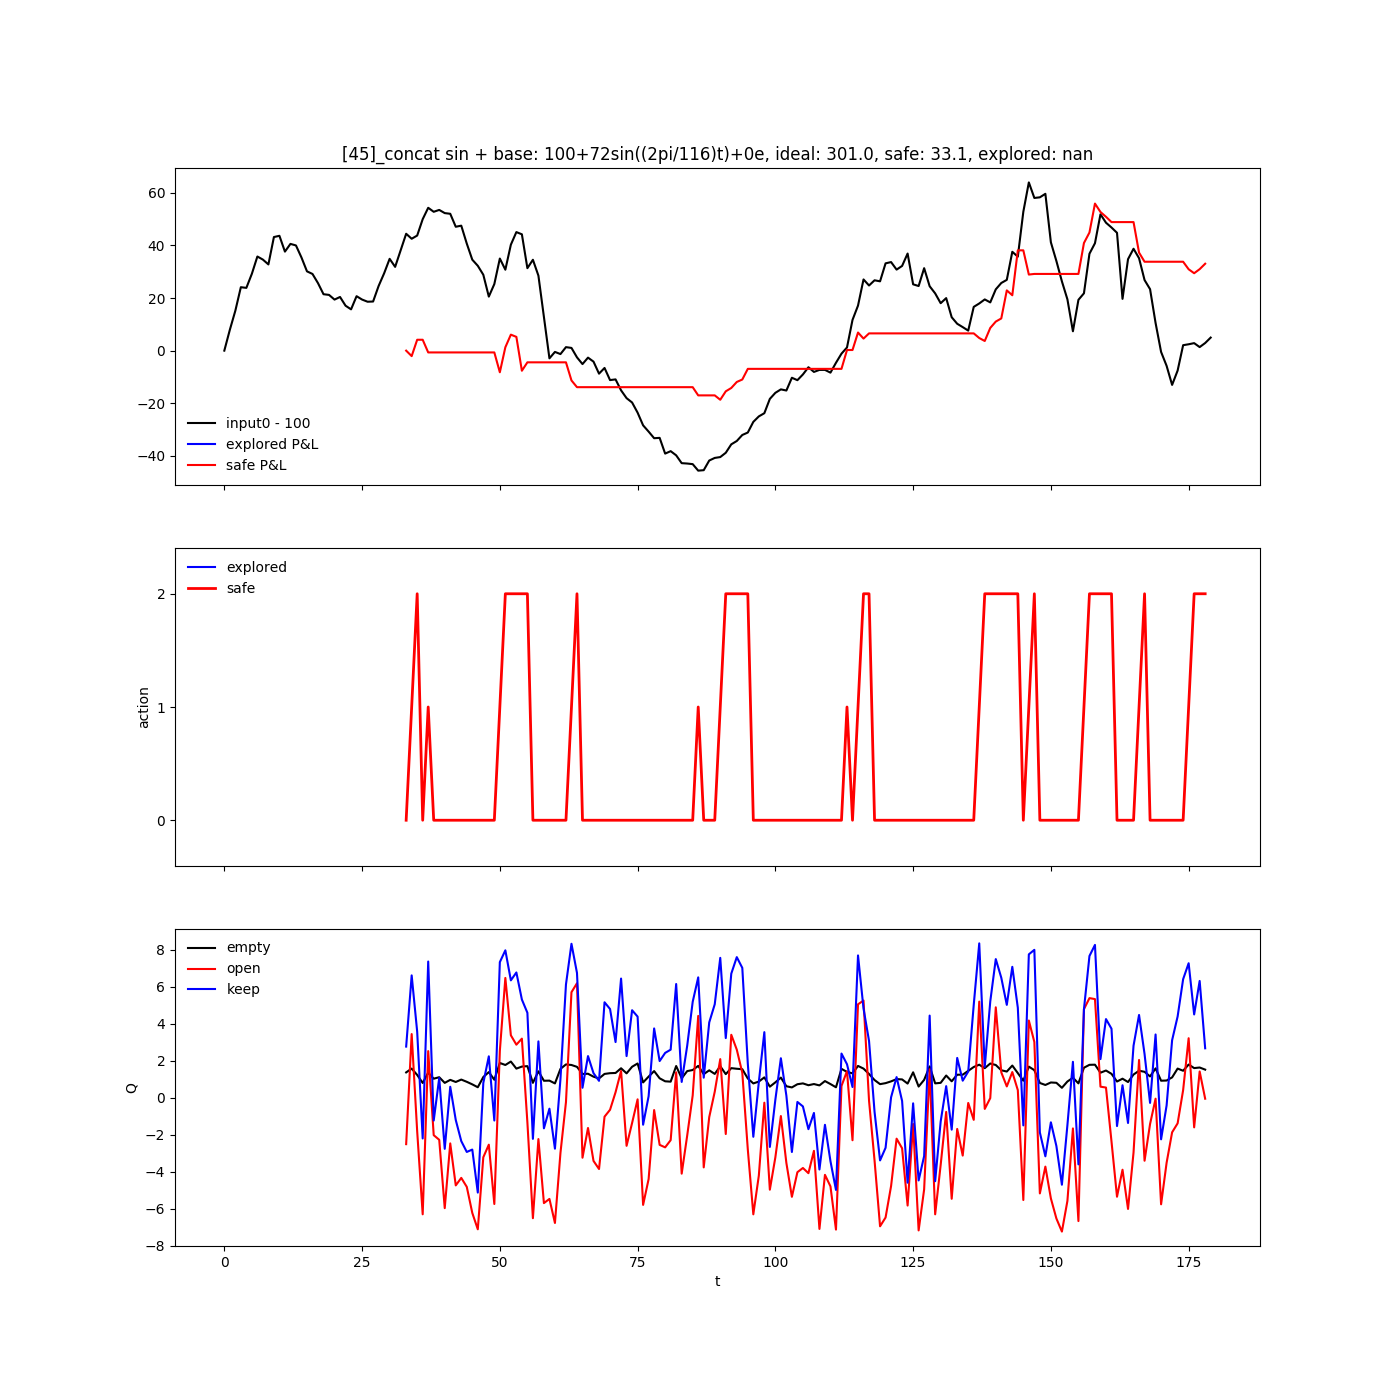 [45]_concat sin + base: 100+72sin((2pi/116)t)+0e, ideal: 301.0, safe: 33.1, explored: nan
60
40
20
0
−20
−40
input0 - 100
explored P&L
safe P&L
explored
safe
2
1
0
action
empty
open
keep
8
6
4
2
0
−2
−4
−6
−8
Q
0 25 50 75 100 125 150 175
t